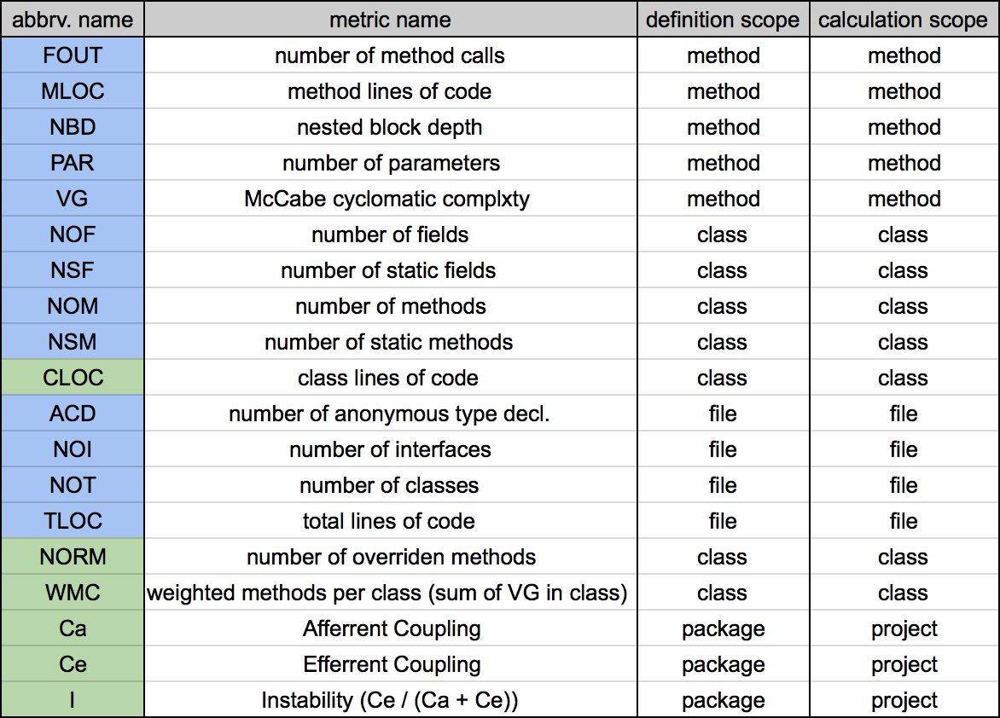 abbrv. name metric name definition scope calculation scope
FOUT number of method calls method method
MLOC method lines of code method method
NBD nested block depth method method
PAR number of parameters method method
VG McCabe cyclomatic complxty method method
NOF number of fields class class
NSF number of static fields class class
NOM number of methods class class
NSM number of static methods class class
CLOC class lines of code class class
ACD number of anonymous type decl. file file
NOI number of interfaces file file
NOT number of classes file file
TLOC total lines of code file file
NORM number of overriden methods class class
WMC weighted methods per class (sum of VG in class) class class
Ca Afferrent Coupling package project
Ce Efferrent Coupling package project
I Instability (Ce / (Ca + Ce)) package project